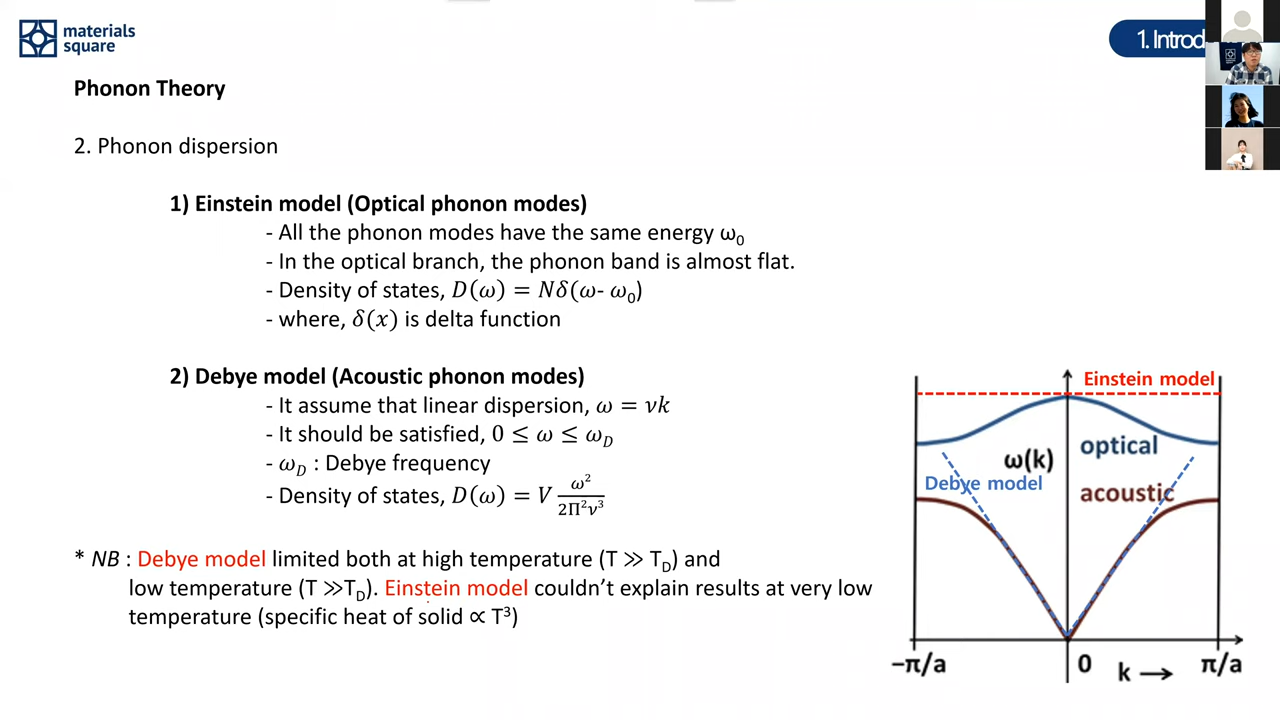 materials
square
1. Introd
Phonon Theory
2. Phonon dispersion
1) Einstein model (Optical phonon modes)
- All the phonon modes have the same energy ω₀
- In the optical branch, the phonon band is almost flat.
- Density of states, D(ω) = Nδ(ω- ω₀)
- where, δ(x) is delta function
2) Debye model (Acoustic phonon modes)
- It assume that linear dispersion, ω = νk
- It should be satisfied, 0 ≤ ω ≤ ω_D
- ω_D : Debye frequency
- Density of states, D(ω) = V ω²/2Π²ν³
* NB : Debye model limited both at high temperature (T ≫ T_D) and
low temperature (T ≫T_D). Einstein model couldn't explain results at very low
temperature (specific heat of solid ∝ T³)
Einstein model
optical
ω(k)
Debye model
acoustic
−π/a
0
k →
π/a